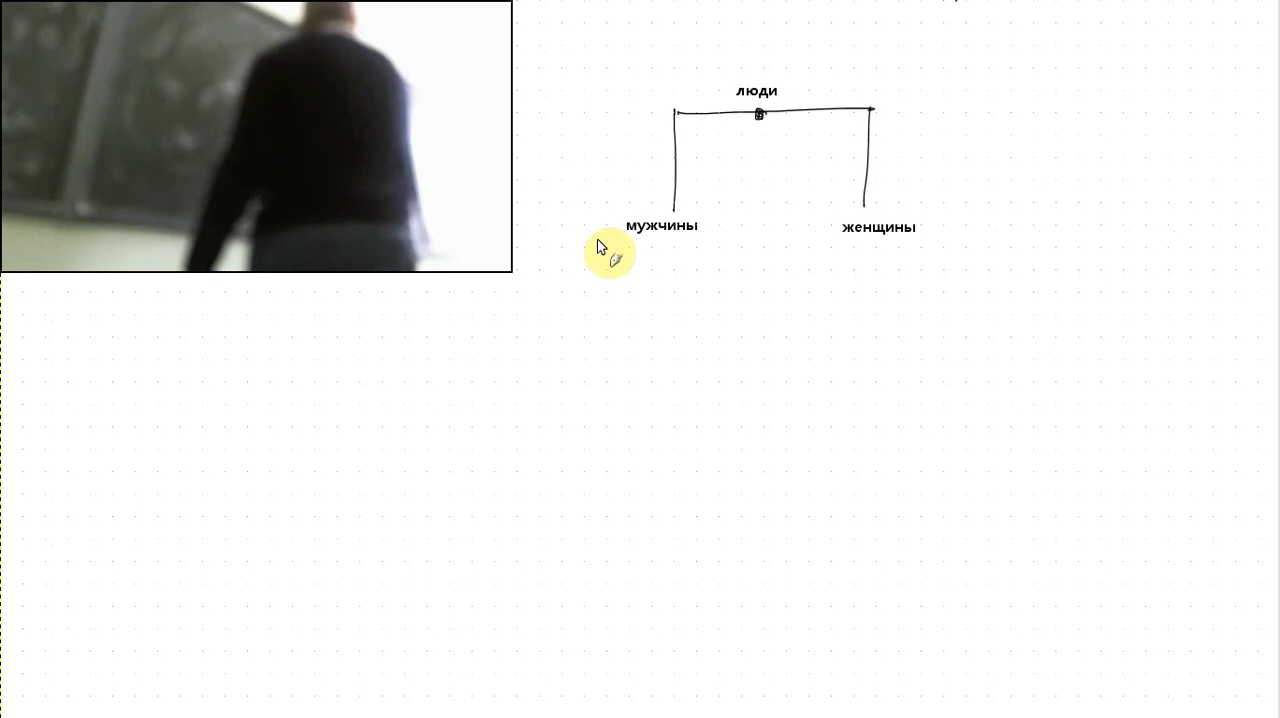 люди
мужчины
женщины